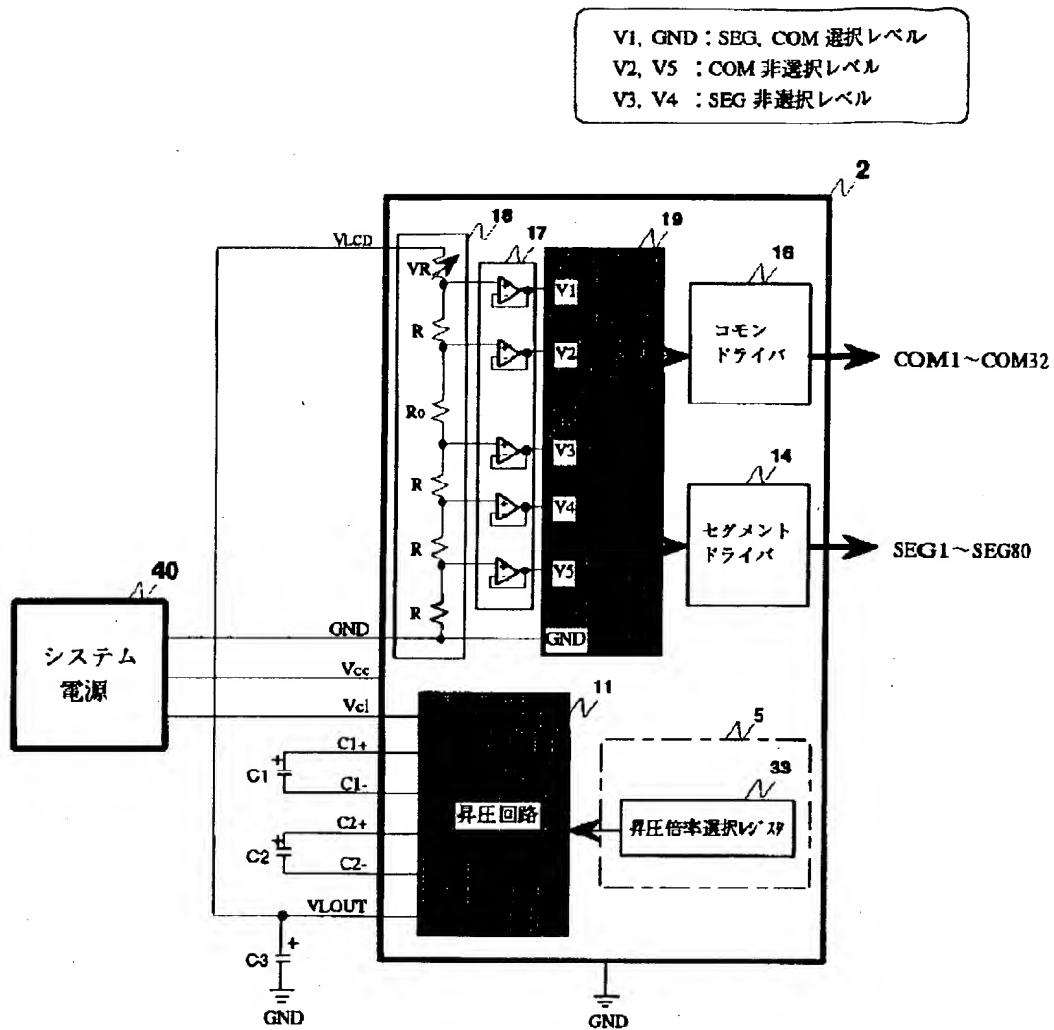 V1, GND : SEG, COM 選択レベル
V2, V5 : COM 非選択レベル
V3, V4 : SEG 非選択レベル
2
18
17
19
16
VLCD
VR
V1
R
V2
コモン
ドライバ
COM1～COM32
Ro
V3
14
R
V4
セグメント
ドライバ
SEG1～SEG80
R
V5
R
40
GND
GND
システム
電源
Vcc
Vci
11
5
C1+
C1
C1-
33
昇圧回路
昇圧倍率選択レジスタ
C2+
C2
C2-
VLOUT
C3
+
GND
GND